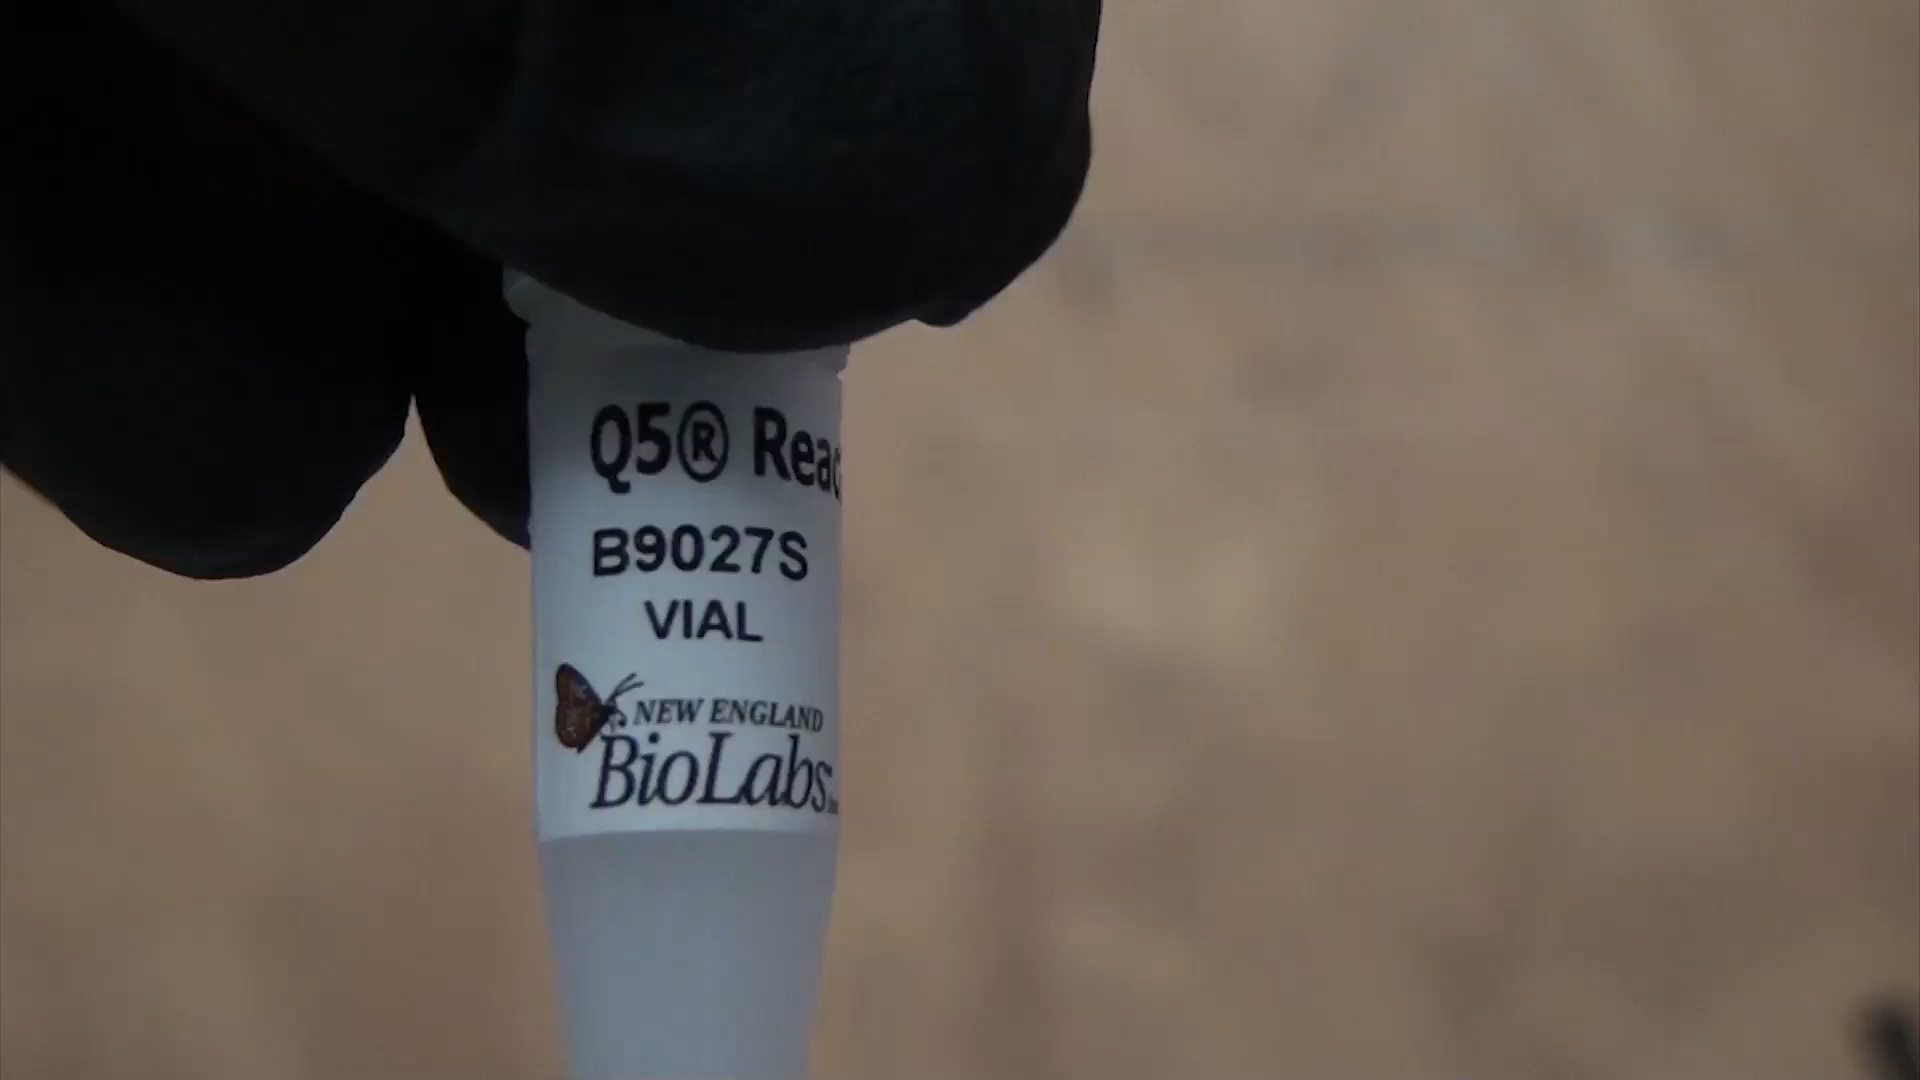 Q5® Reac
B9027S
VIAL
NEW ENGLAND
BioLabs